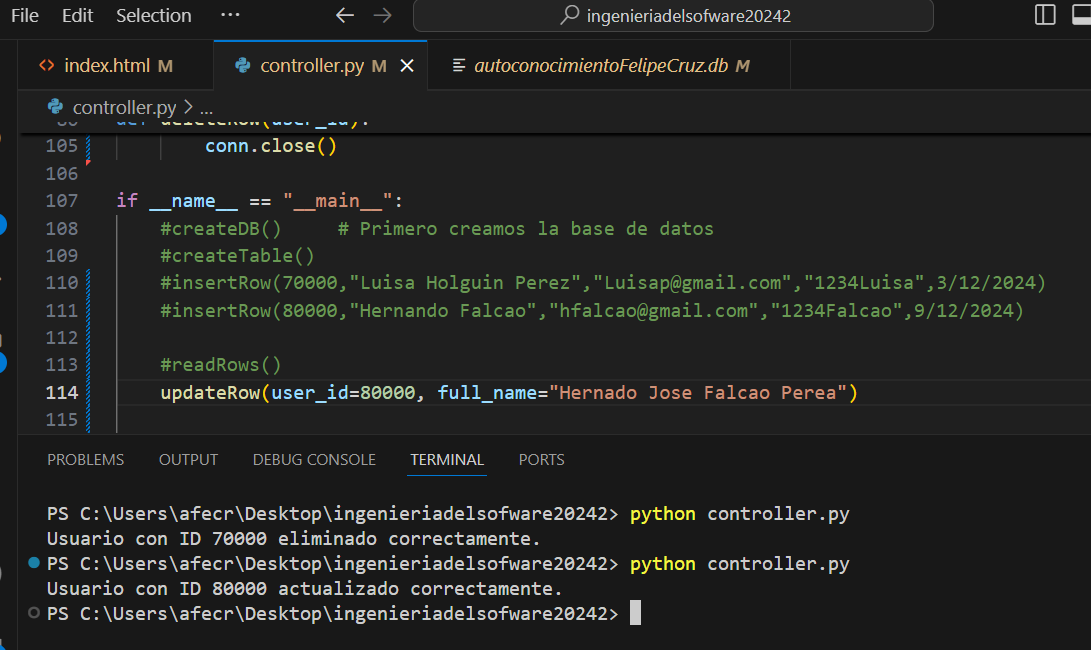 File Edit Selection ··· ingenieriadelsofware20242
index.html M controller.py M autoconocimientoFelipeCruz.db M
controller.py > ...
105 conn.close()
106
107 if __name__ == "__main__":
108 #createDB() # Primero creamos la base de datos
109 #createTable()
110 #insertRow(70000,"Luisa Holguin Perez","Luisap@gmail.com","1234Luisa",3/12/2024)
111 #insertRow(80000,"Hernando Falcao","hfalcao@gmail.com","1234Falcao",9/12/2024)
112
113 #readRows()
114 updateRow(user_id=80000, full_name="Hernado Jose Falcao Perea")
115
PROBLEMS OUTPUT DEBUG CONSOLE TERMINAL PORTS
PS C:\Users\afecr\Desktop\ingenieriadelsofware20242> python controller.py
Usuario con ID 70000 eliminado correctamente.
PS C:\Users\afecr\Desktop\ingenieriadelsofware20242> python controller.py
Usuario con ID 80000 actualizado correctamente.
PS C:\Users\afecr\Desktop\ingenieriadelsofware20242>